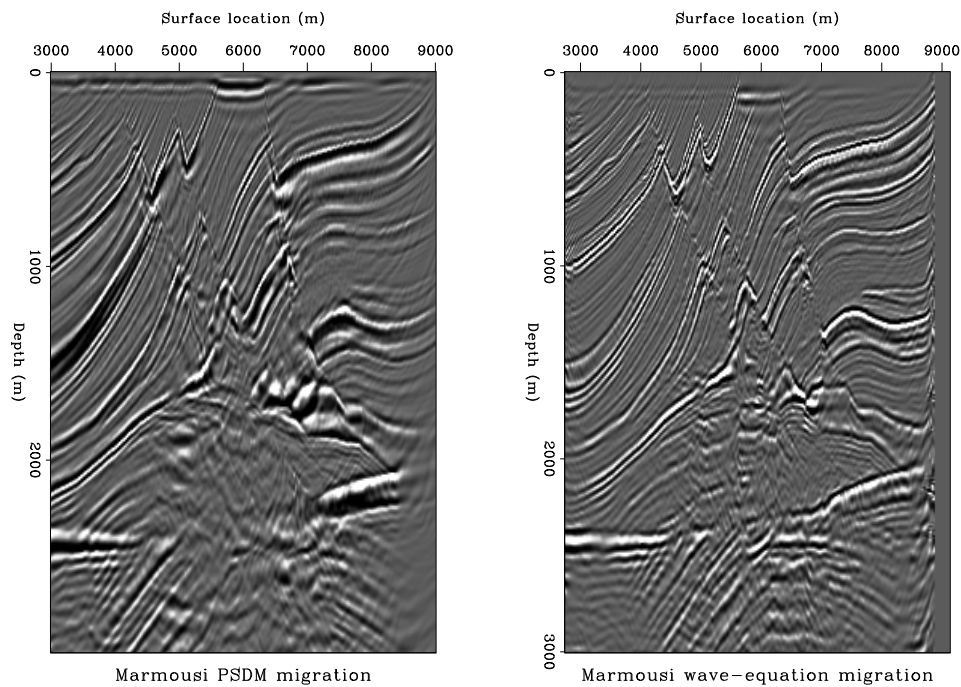 Surface location (m)
3000 4000 5000 6000 7000 8000 9000
0
1000
2000
Depth (m)
Marmousi PSDM migration
Surface location (m)
3000 4000 5000 6000 7000 8000 9000
0
1000
2000
3000
Depth (m)
Marmousi wave-equation migration